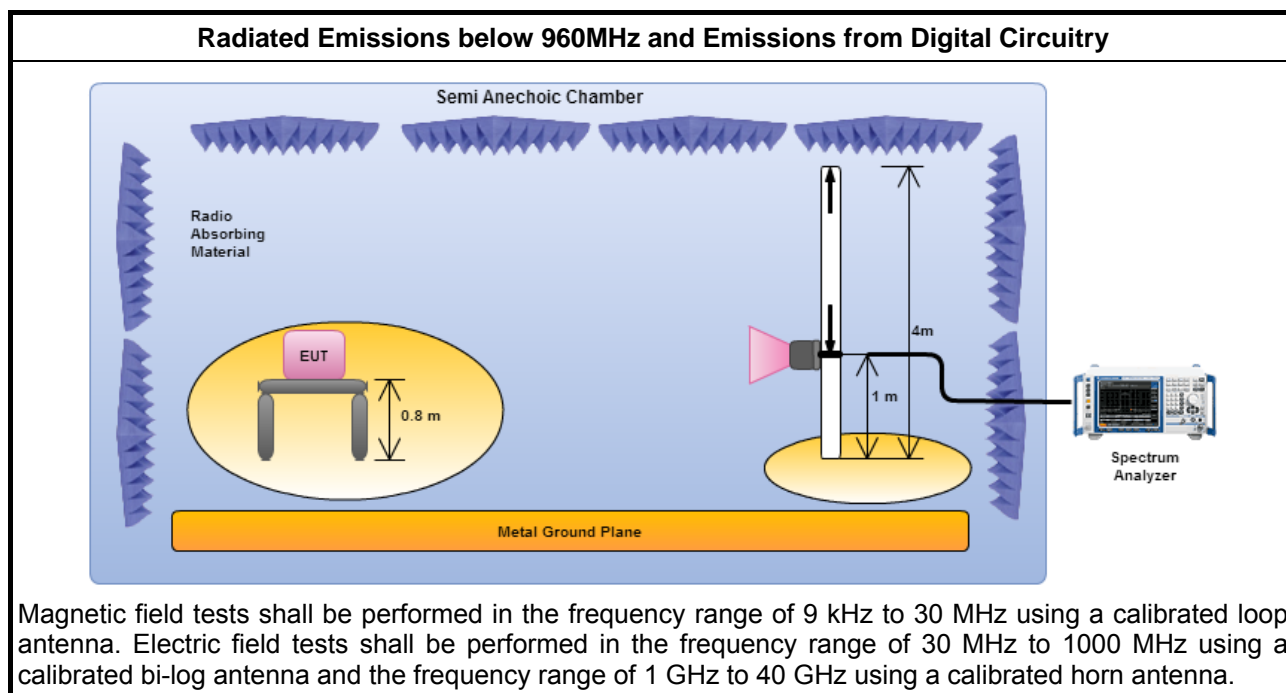 Radiated Emissions below 960MHz and Emissions from Digital Circuitry
Semi Anechoic Chamber
Radio
Absorbing
Material
EUT
0.8 m
4m
1 m
Spectrum
Analyzer
Metal Ground Plane
Magnetic field tests shall be performed in the frequency range of 9 kHz to 30 MHz using a calibrated loop
antenna. Electric field tests shall be performed in the frequency range of 30 MHz to 1000 MHz using a
calibrated bi-log antenna and the frequency range of 1 GHz to 40 GHz using a calibrated horn antenna.